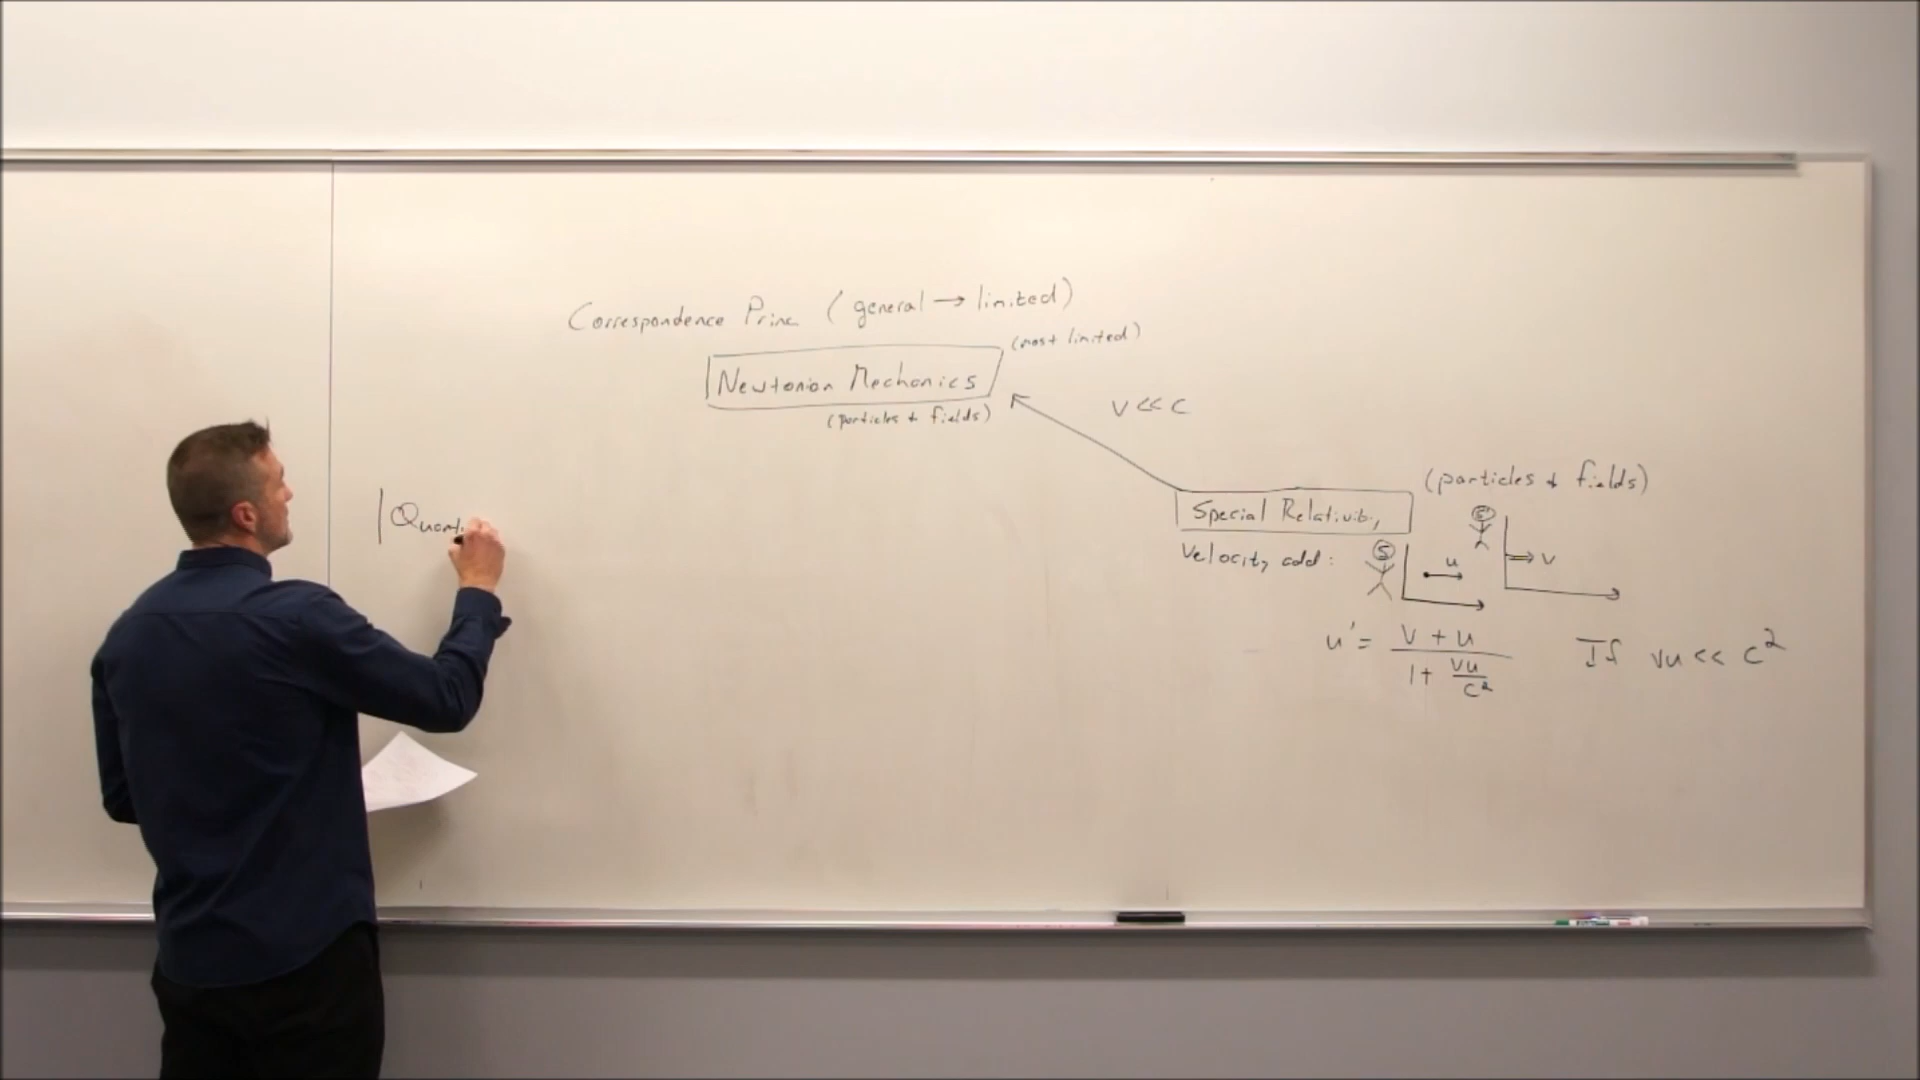 Correspondence Princ (general → limited)
(most limited)
Newtonian Mechanics
(particles + fields)
v << c
(particles + fields)
Special Relativity
Quanti
Velocity add:
S
S'
u
v
u' = v + u / 1 + vu/c²
If vu << c²